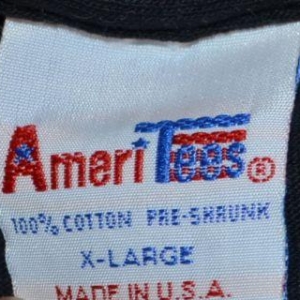 AmeriTees®
100% COTTON PRE-SHRUNK
X-LARGE
MADE IN U.S.A.